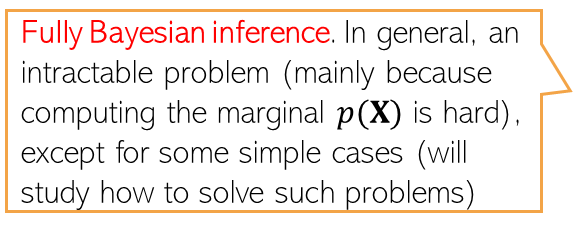 Fully Bayesian inference. In general, an
intractable problem (mainly because
computing the marginal p(X) is hard),
except for some simple cases (will
study how to solve such problems)